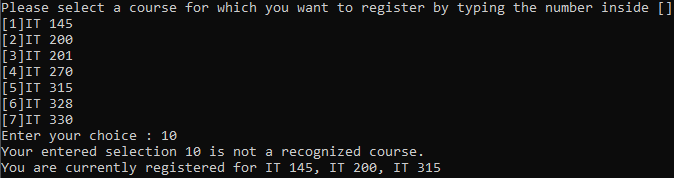 Please select a course for which you want to register by typing the number inside []
[1]IT 145
[2]IT 200
[3]IT 201
[4]IT 270
[5]IT 315
[6]IT 328
[7]IT 330
Enter your choice : 10
Your entered selection 10 is not a recognized course.
You are currently registered for IT 145, IT 200, IT 315